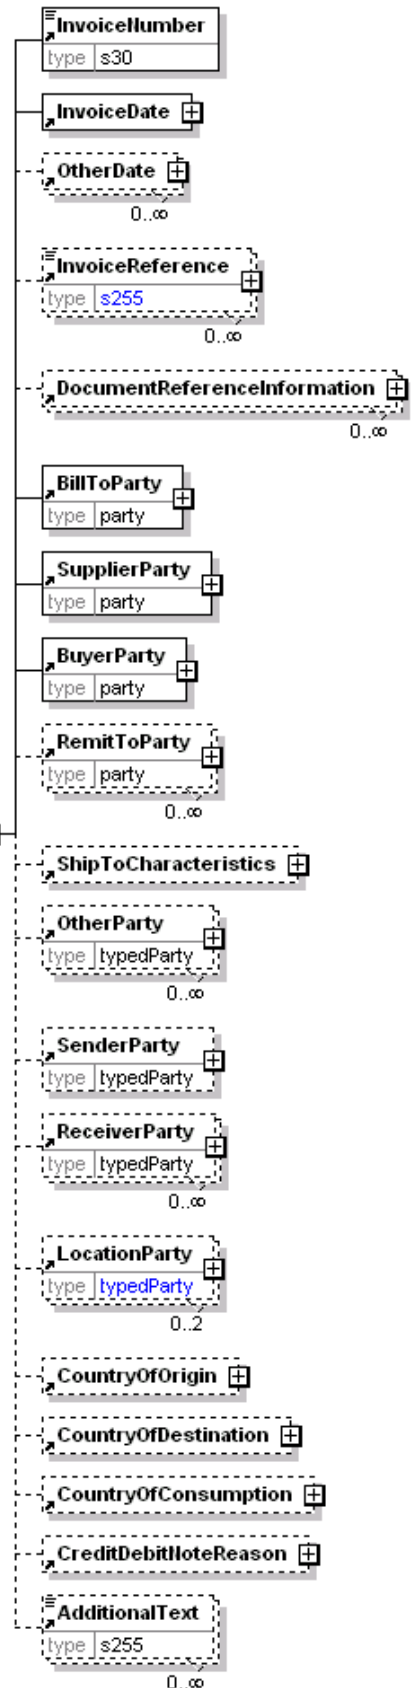 InvoiceNumber
type s30
InvoiceDate
OtherDate
0..∞
InvoiceReference
type s255
0..∞
DocumentReferenceInformation
0..∞
BillToParty
type party
SupplierParty
type party
BuyerParty
type party
RemitToParty
type party
0..∞
ShipToCharacteristics
OtherParty
type typedParty
0..∞
SenderParty
type typedParty
ReceiverParty
type typedParty
0..∞
LocationParty
type typedParty
0..2
CountryOfOrigin
CountryOfDestination
CountryOfConsumption
CreditDebitNoteReason
AdditionalText
type s255
0..∞